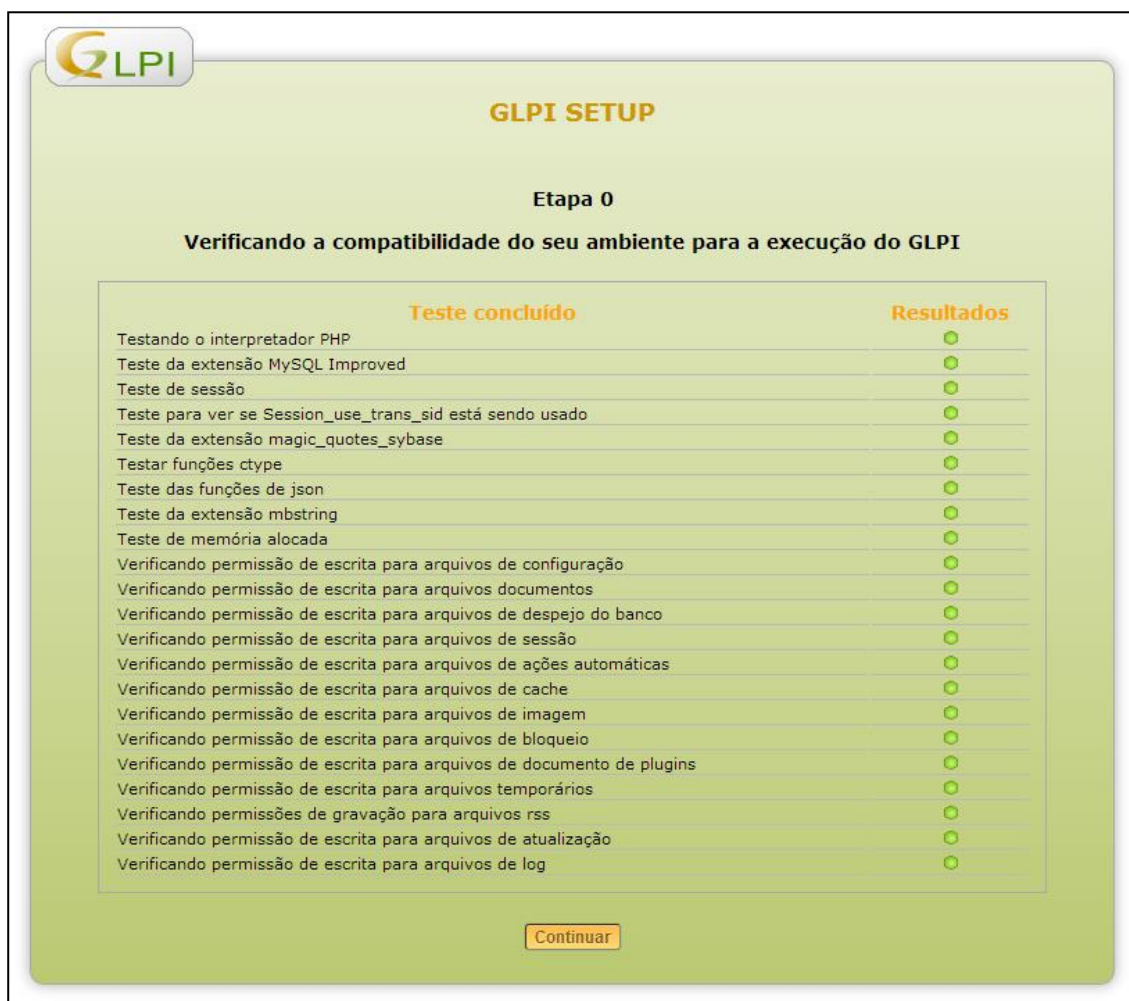 GLPI
GLPI SETUP
Etapa 0
Verificando a compatibilidade do seu ambiente para a execução do GLPI
Teste concluído Resultados
Testando o interpretador PHP
Teste da extensão MySQL Improved
Teste de sessão
Teste para ver se Session_use_trans_sid está sendo usado
Teste da extensão magic_quotes_sybase
Testar funções ctype
Teste das funções de json
Teste da extensão mbstring
Teste de memória alocada
Verificando permissão de escrita para arquivos de configuração
Verificando permissão de escrita para arquivos documentos
Verificando permissão de escrita para arquivos de despejo do banco
Verificando permissão de escrita para arquivos de sessão
Verificando permissão de escrita para arquivos de ações automáticas
Verificando permissão de escrita para arquivos de cache
Verificando permissão de escrita para arquivos de imagem
Verificando permissão de escrita para arquivos de bloqueio
Verificando permissão de escrita para arquivos de documento de plugins
Verificando permissão de escrita para arquivos temporários
Verificando permissões de gravação para arquivos rss
Verificando permissão de escrita para arquivos de atualização
Verificando permissão de escrita para arquivos de log
Continuar